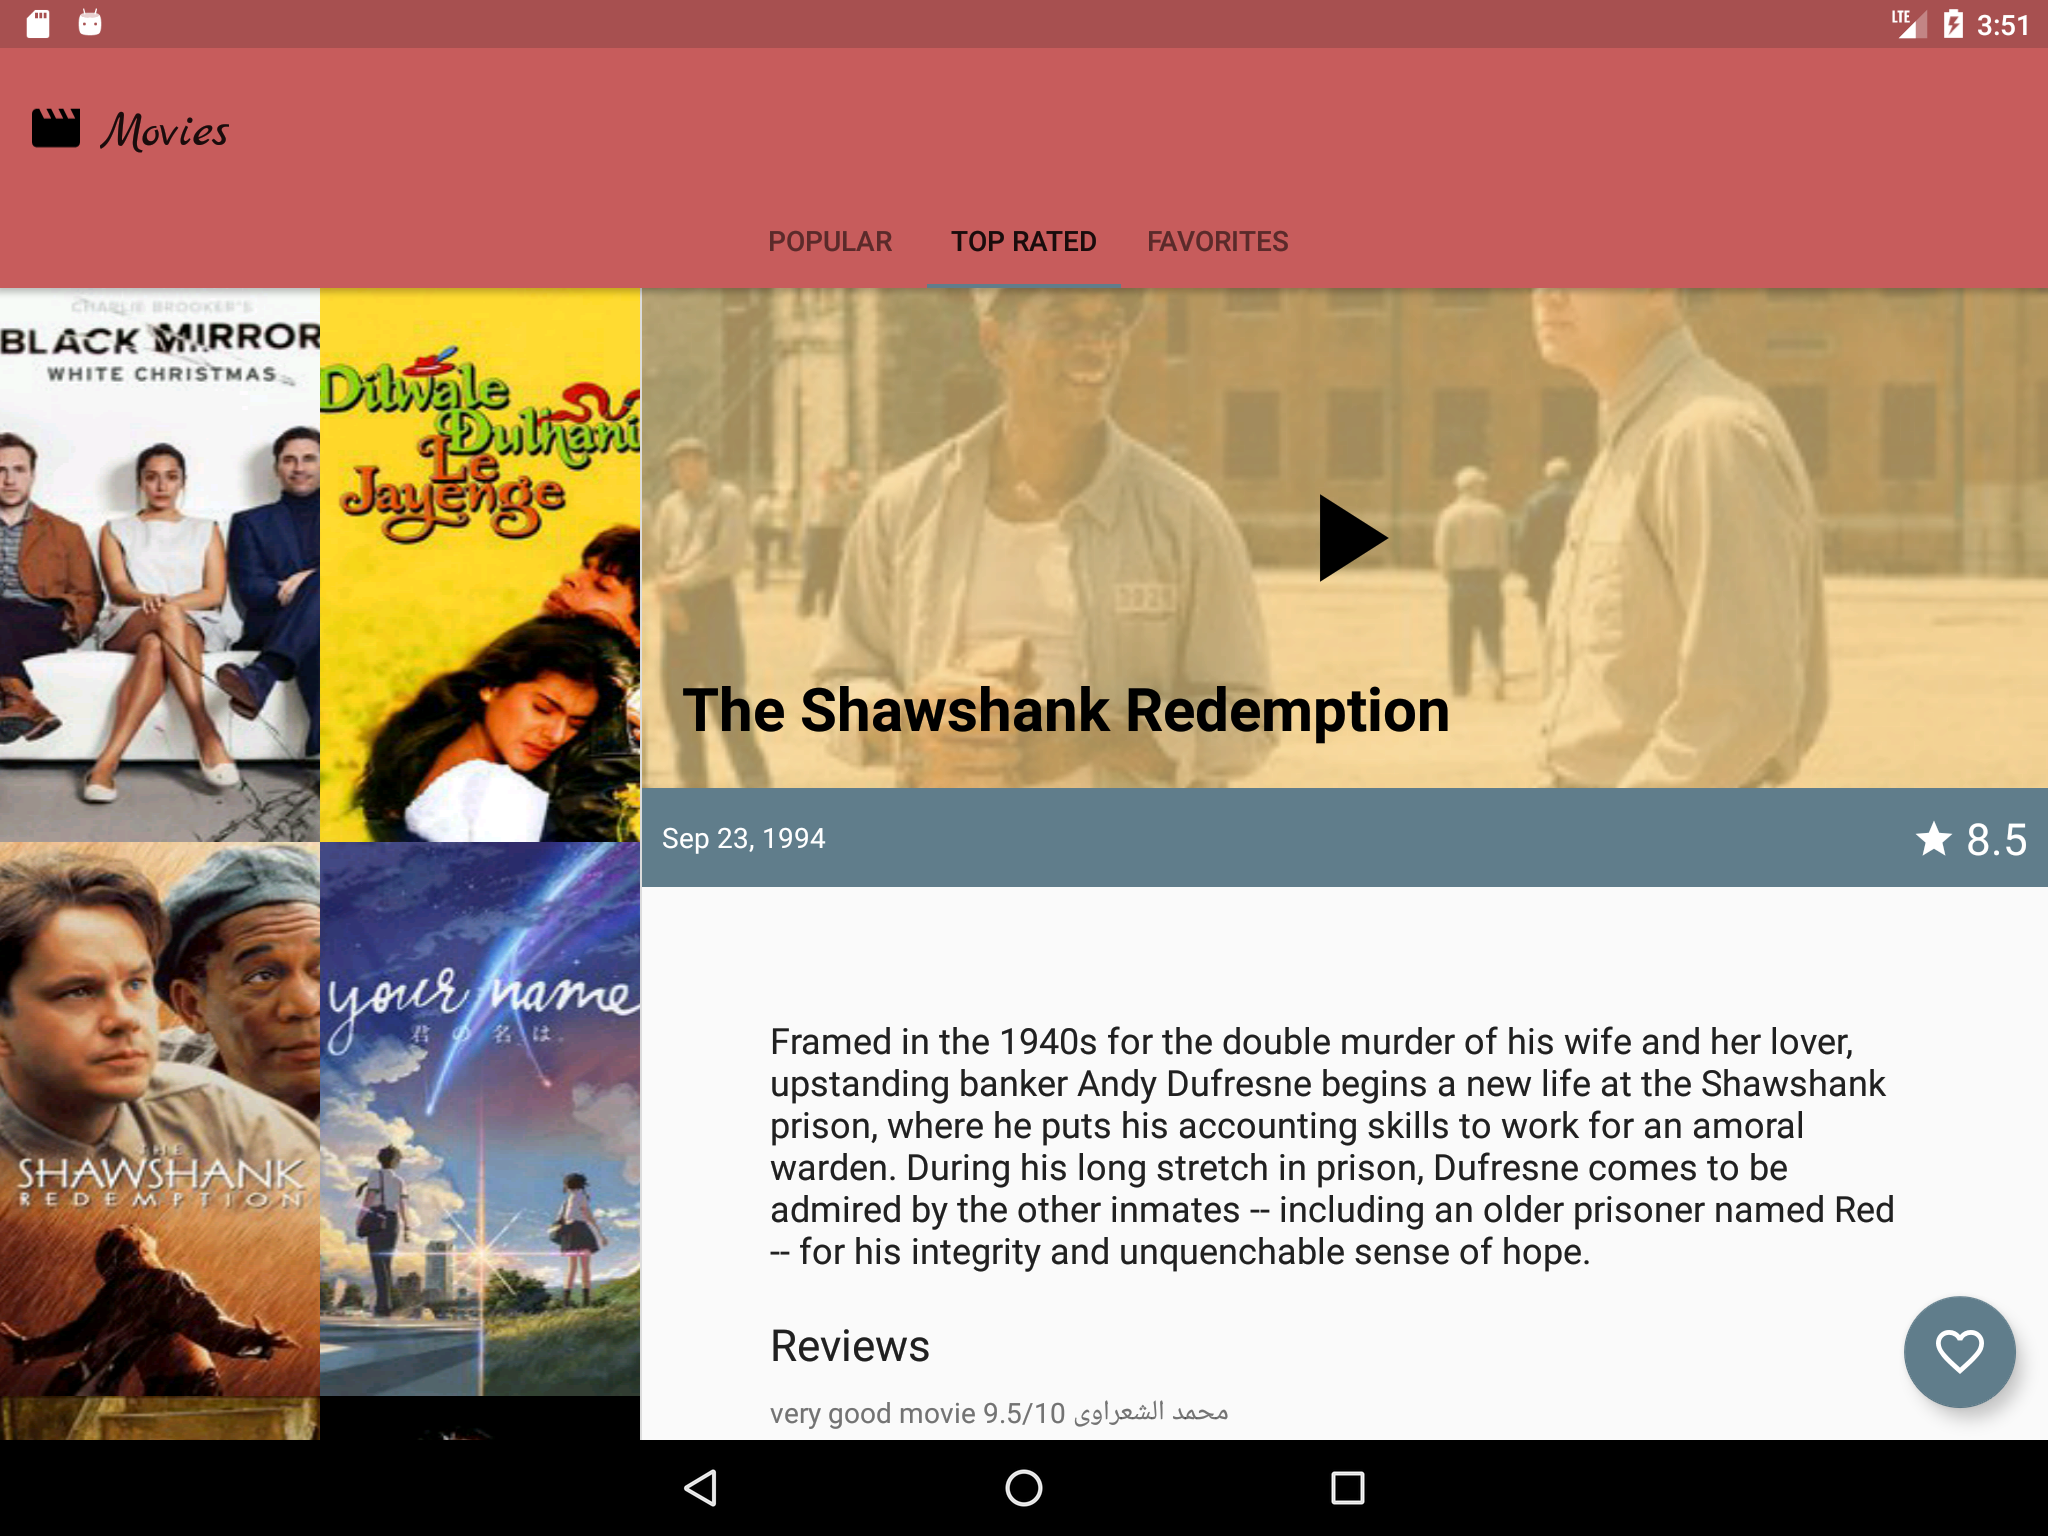 LTE 3:51
Movies
POPULAR TOP RATED FAVORITES
CHARLIE BROOKER'S
BLACK MIRROR
WHITE CHRISTMAS
Dilwale
Dulhani
Le
Jayenge
THE
SHAWSHANK
REDEMPTION
your name
君の名は。
The Shawshank Redemption
Sep 23, 1994
8.5
Framed in the 1940s for the double murder of his wife and her lover,
upstanding banker Andy Dufresne begins a new life at the Shawshank
prison, where he puts his accounting skills to work for an amoral
warden. During his long stretch in prison, Dufresne comes to be
admired by the other inmates -- including an older prisoner named Red
-- for his integrity and unquenchable sense of hope.
Reviews
very good movie 9.5/10 محمد الشعراوى